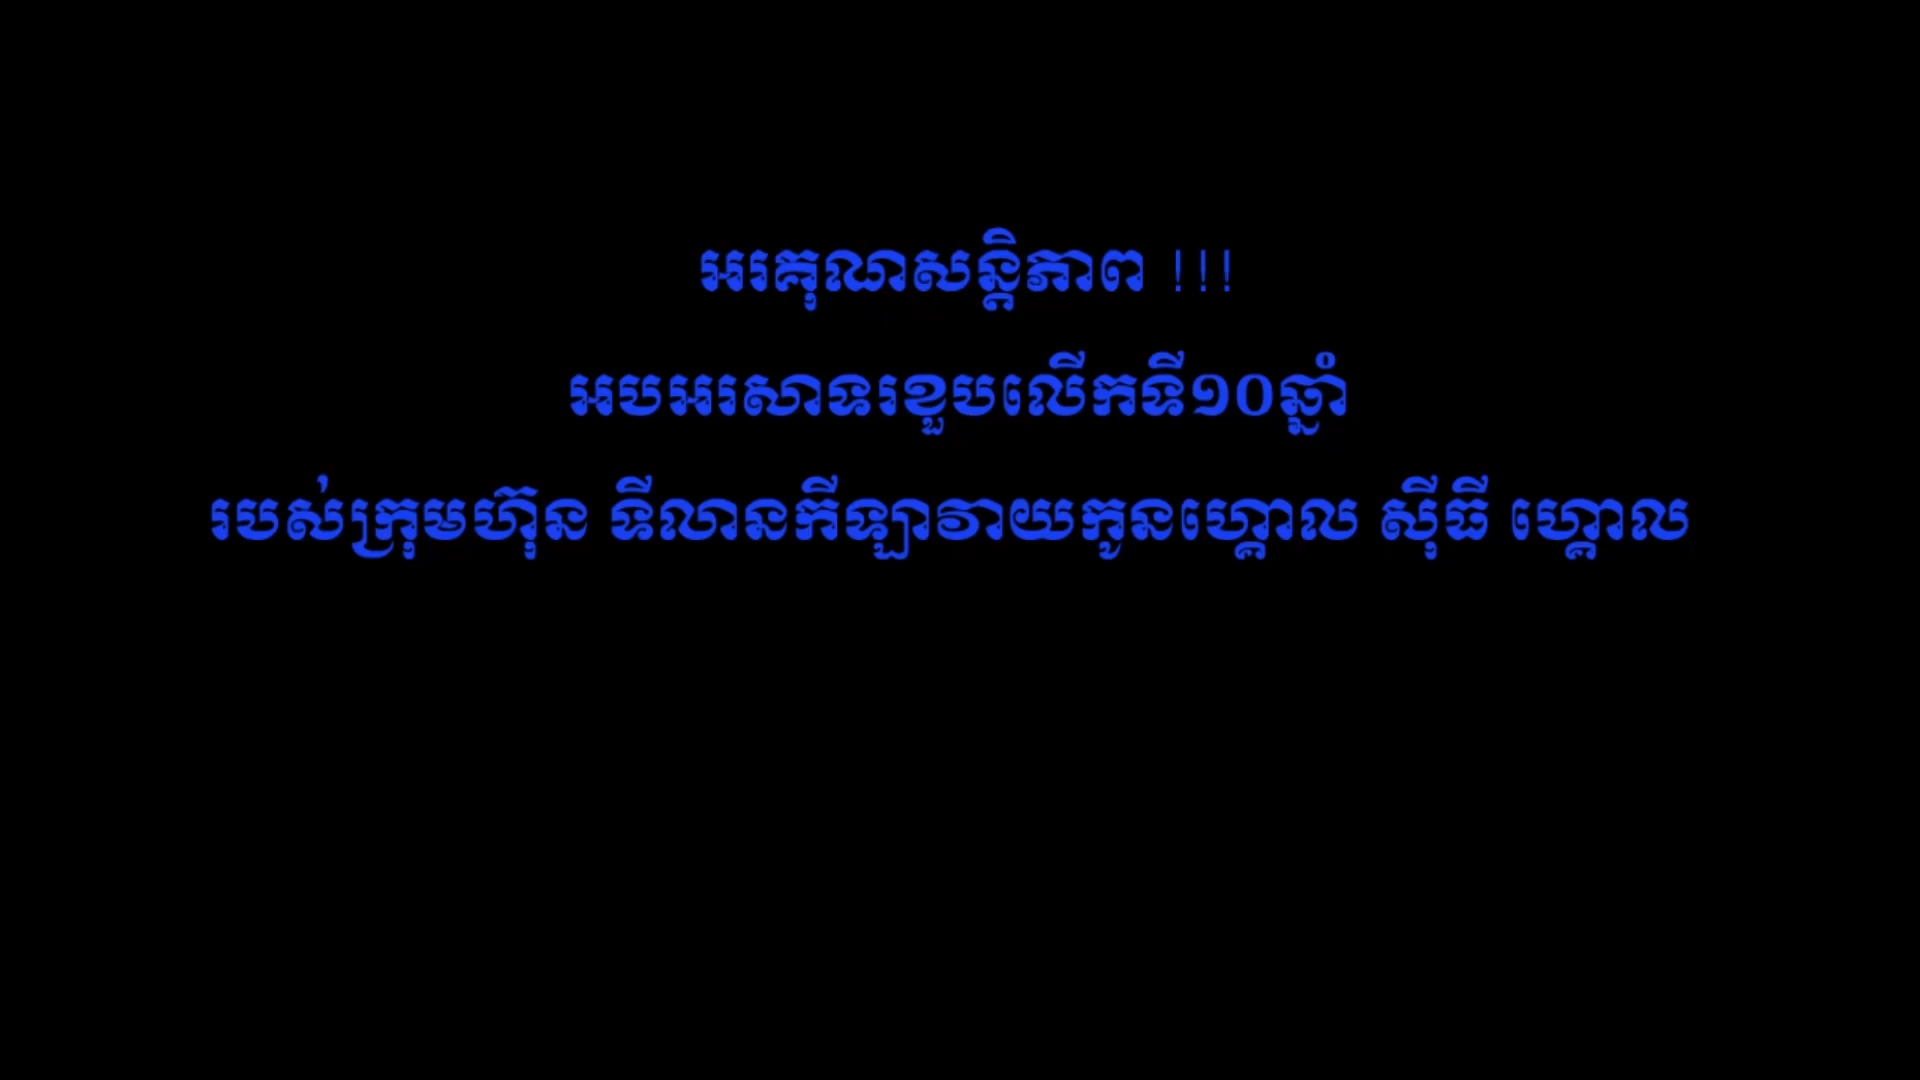 អរគុណសន្តិភាព !!!
អបអរសាទរខួបលើកទី១០ឆ្នាំ
របស់ក្រុមហ៊ុន ទីលានកីឡាវាយកូនហ្គោល ស៊ីធី ហ្គោល